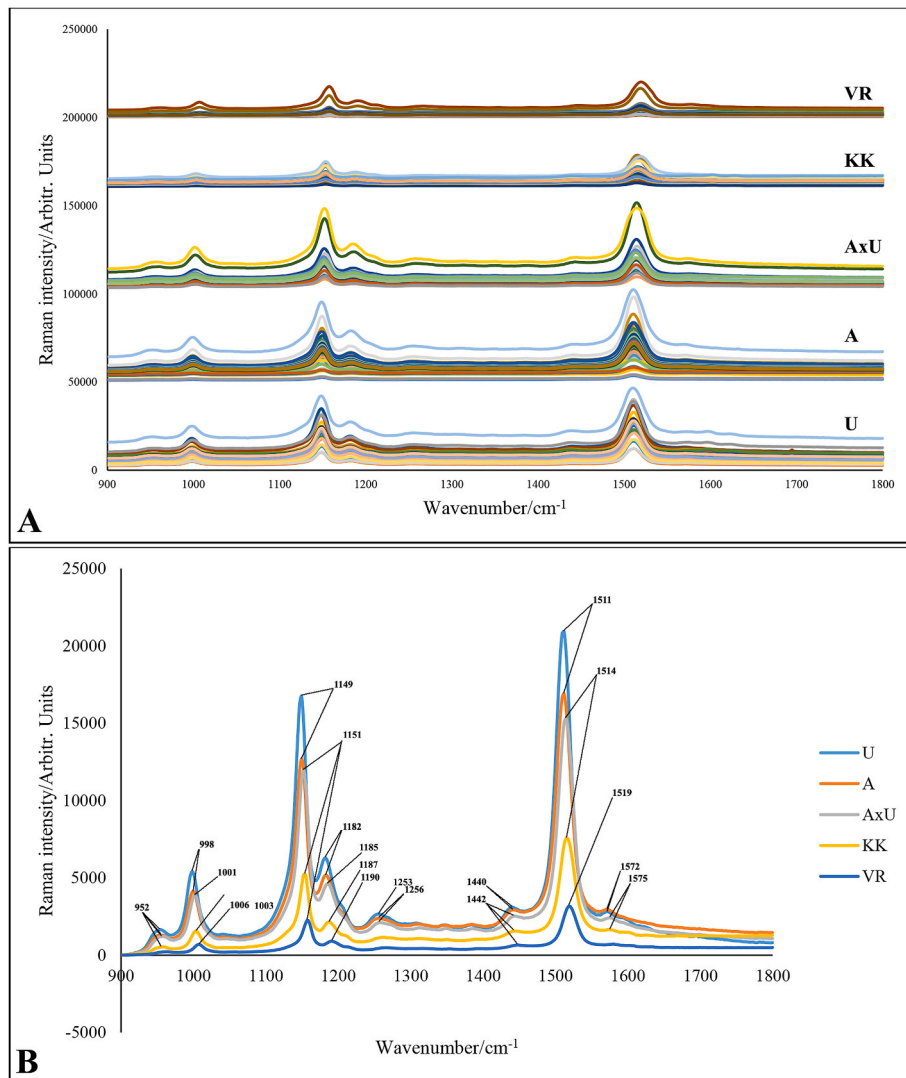 250000
200000
150000
100000
50000
0
Raman intensity/Arbitr. Units
VR
KK
AxU
A
U
900 1000 1100 1200 1300 1400 1500 1600 1700 1800
Wavenumber/cm-1
A
25000
20000
15000
10000
5000
0
-5000
Raman intensity/Arbitr. Units
1511
1149
1514
1151
1519
1182
1185
1187
1190
998
1001
952
1006 1003
1253
1256
1440
1442
1572
1575
U
A
AxU
KK
VR
900 1000 1100 1200 1300 1400 1500 1600 1700 1800
Wavenumber/cm-1
B